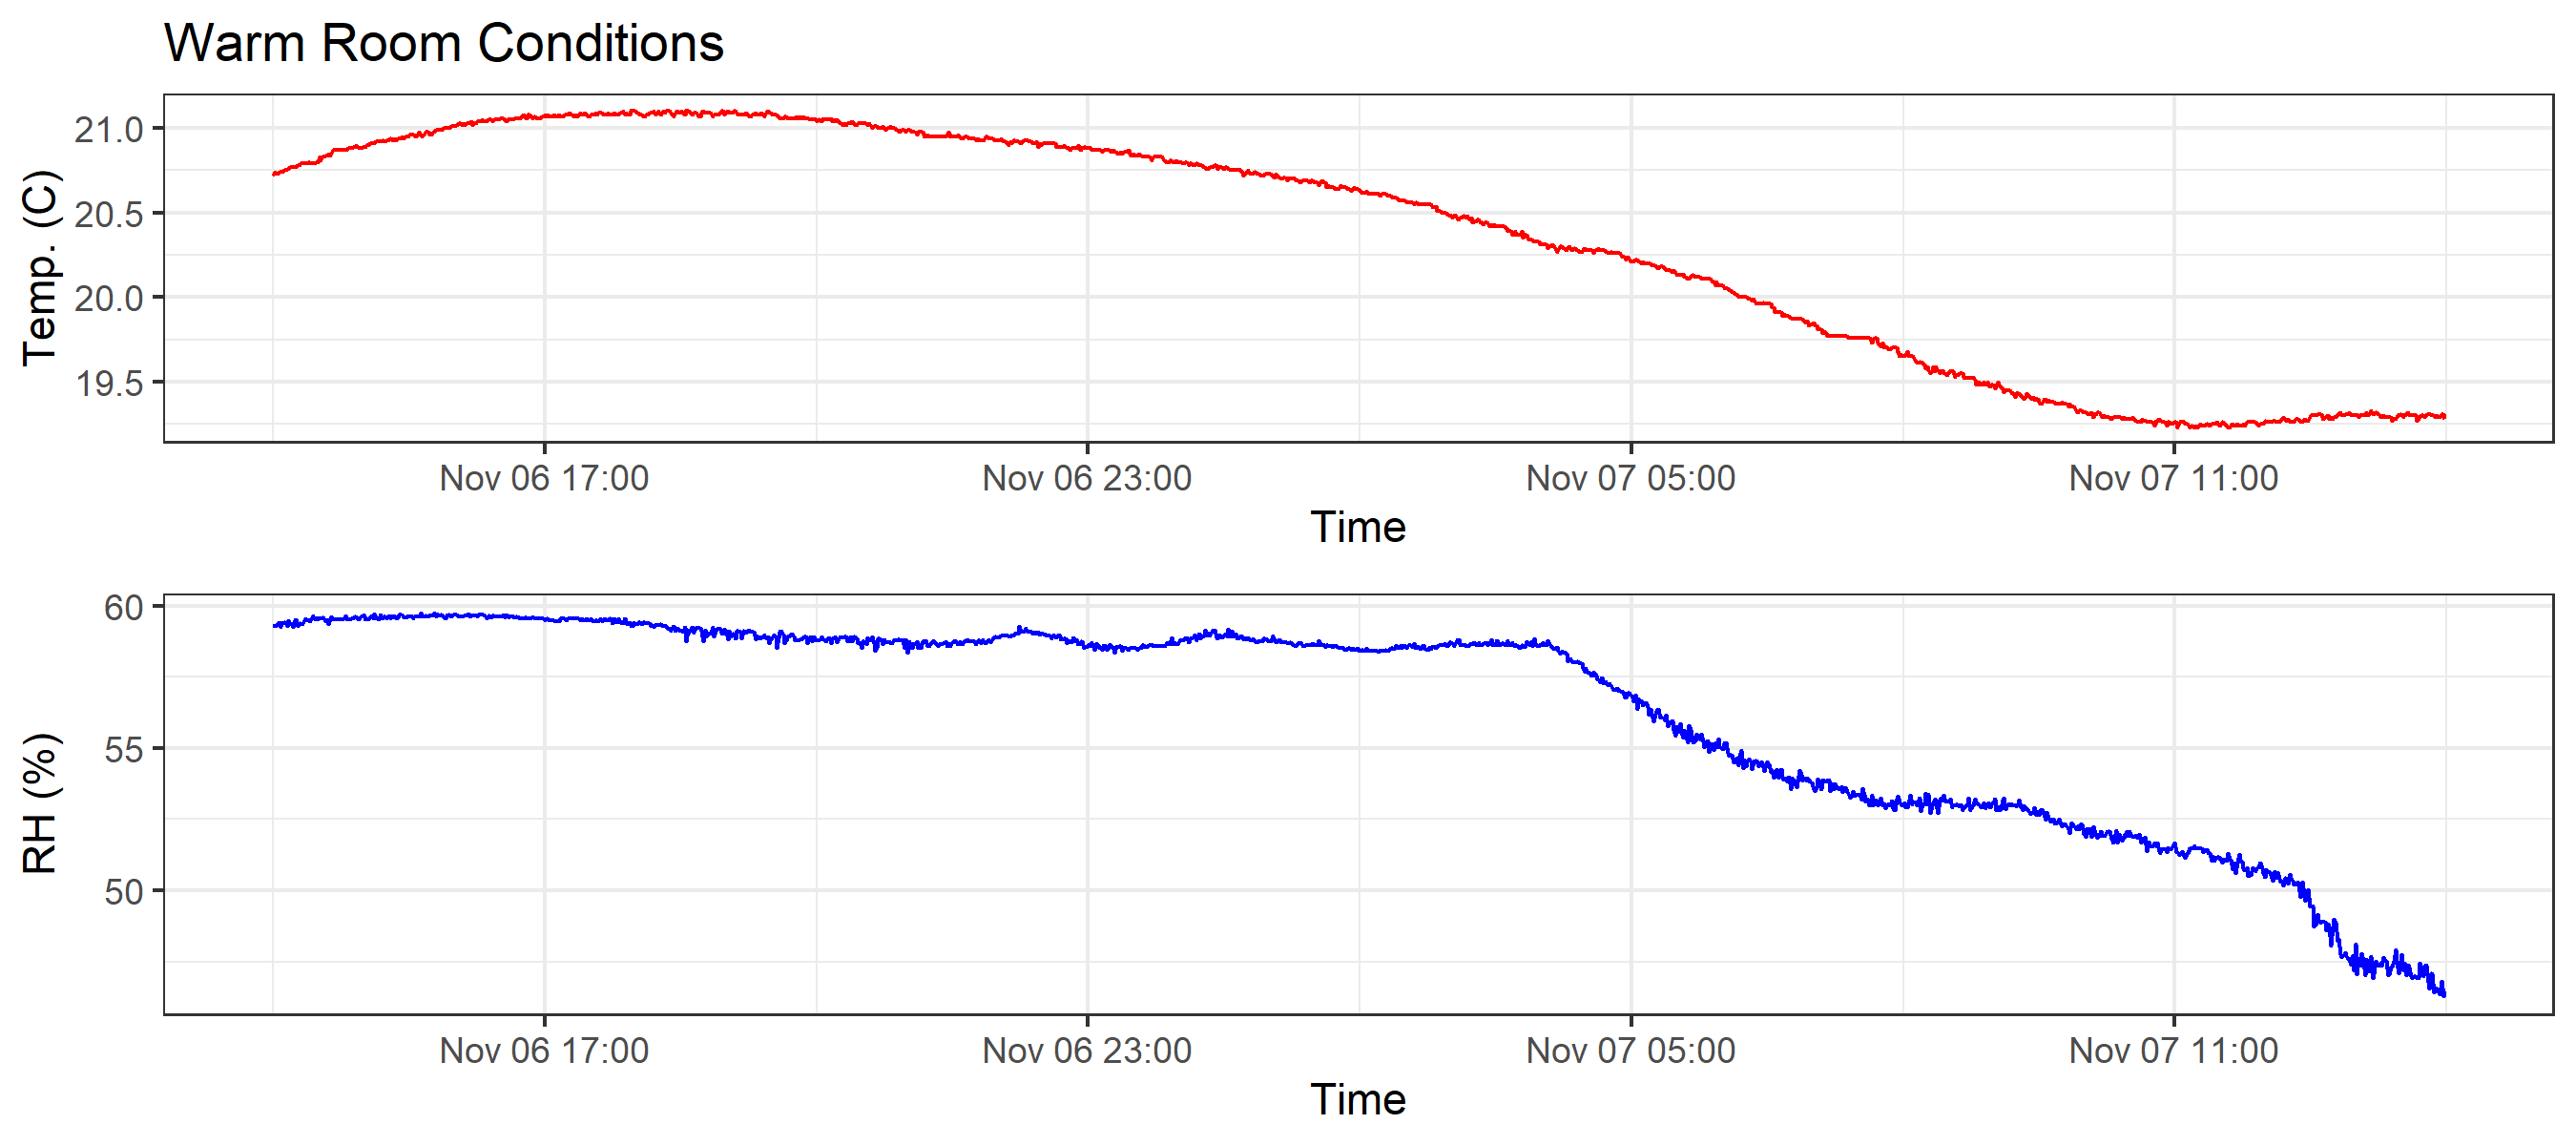 Warm Room Conditions
21.0
20.5
20.0
19.5
Temp. (C)
Nov 06 17:00 Nov 06 23:00 Nov 07 05:00 Nov 07 11:00
Time
60
55
50
RH (%)
Nov 06 17:00 Nov 06 23:00 Nov 07 05:00 Nov 07 11:00
Time